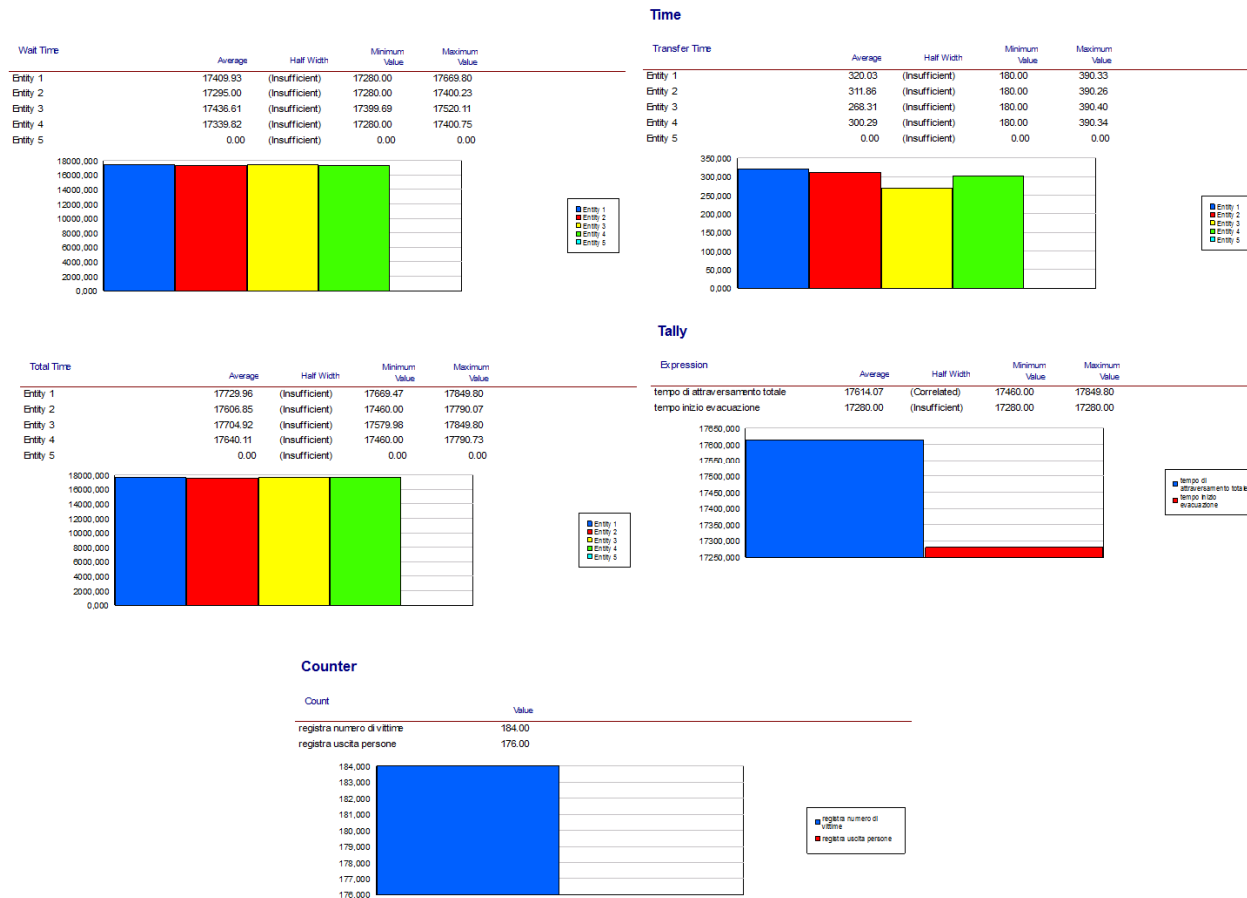 Wait Time
Average Half Width Minimum Value Maximum Value
Entity 1 17409.93 (Insufficient) 17280.00 17669.80
Entity 2 17295.00 (Insufficient) 17280.00 17400.23
Entity 3 17436.61 (Insufficient) 17399.69 17520.11
Entity 4 17339.82 (Insufficient) 17280.00 17400.75
Entity 5 0.00 (Insufficient) 0.00 0.00
18000,000
16000,000
14000,000
12000,000
10000,000
8000,000
6000,000
4000,000
2000,000
0,000
Entity 1
Entity 2
Entity 3
Entity 4
Entity 5
Time
Transfer Time
Average Half Width Minimum Value Maximum Value
Entity 1 320.03 (Insufficient) 180.00 390.33
Entity 2 311.86 (Insufficient) 180.00 390.26
Entity 3 268.31 (Insufficient) 180.00 390.40
Entity 4 300.29 (Insufficient) 180.00 390.34
Entity 5 0.00 (Insufficient) 0.00 0.00
350,000
300,000
250,000
200,000
150,000
100,000
50,000
0,000
Entity 1
Entity 2
Entity 3
Entity 4
Entity 5
Total Time
Average Half Width Minimum Value Maximum Value
Entity 1 17729.96 (Insufficient) 17669.47 17849.80
Entity 2 17606.85 (Insufficient) 17460.00 17790.07
Entity 3 17704.92 (Insufficient) 17579.98 17849.80
Entity 4 17640.11 (Insufficient) 17460.00 17790.73
Entity 5 0.00 (Insufficient) 0.00 0.00
18000,000
16000,000
14000,000
12000,000
10000,000
8000,000
6000,000
4000,000
2000,000
0,000
Entity 1
Entity 2
Entity 3
Entity 4
Entity 5
Tally
Expression
Average Half Width Minimum Value Maximum Value
tempo di attraversamento totale 17614.07 (Correlated) 17460.00 17849.80
tempo inizio evacuazione 17280.00 (Insufficient) 17280.00 17280.00
17650,000
17600,000
17550,000
17500,000
17450,000
17400,000
17350,000
17300,000
17250,000
tempo di
attraversamento totale
tempo inizio
evacuazione
Counter
Count
Value
registra numero di vittime 184.00
registra uscita persone 176.00
184,000
183,000
182,000
181,000
180,000
179,000
178,000
177,000
176,000
registra numero di
vittime
registra uscita persone